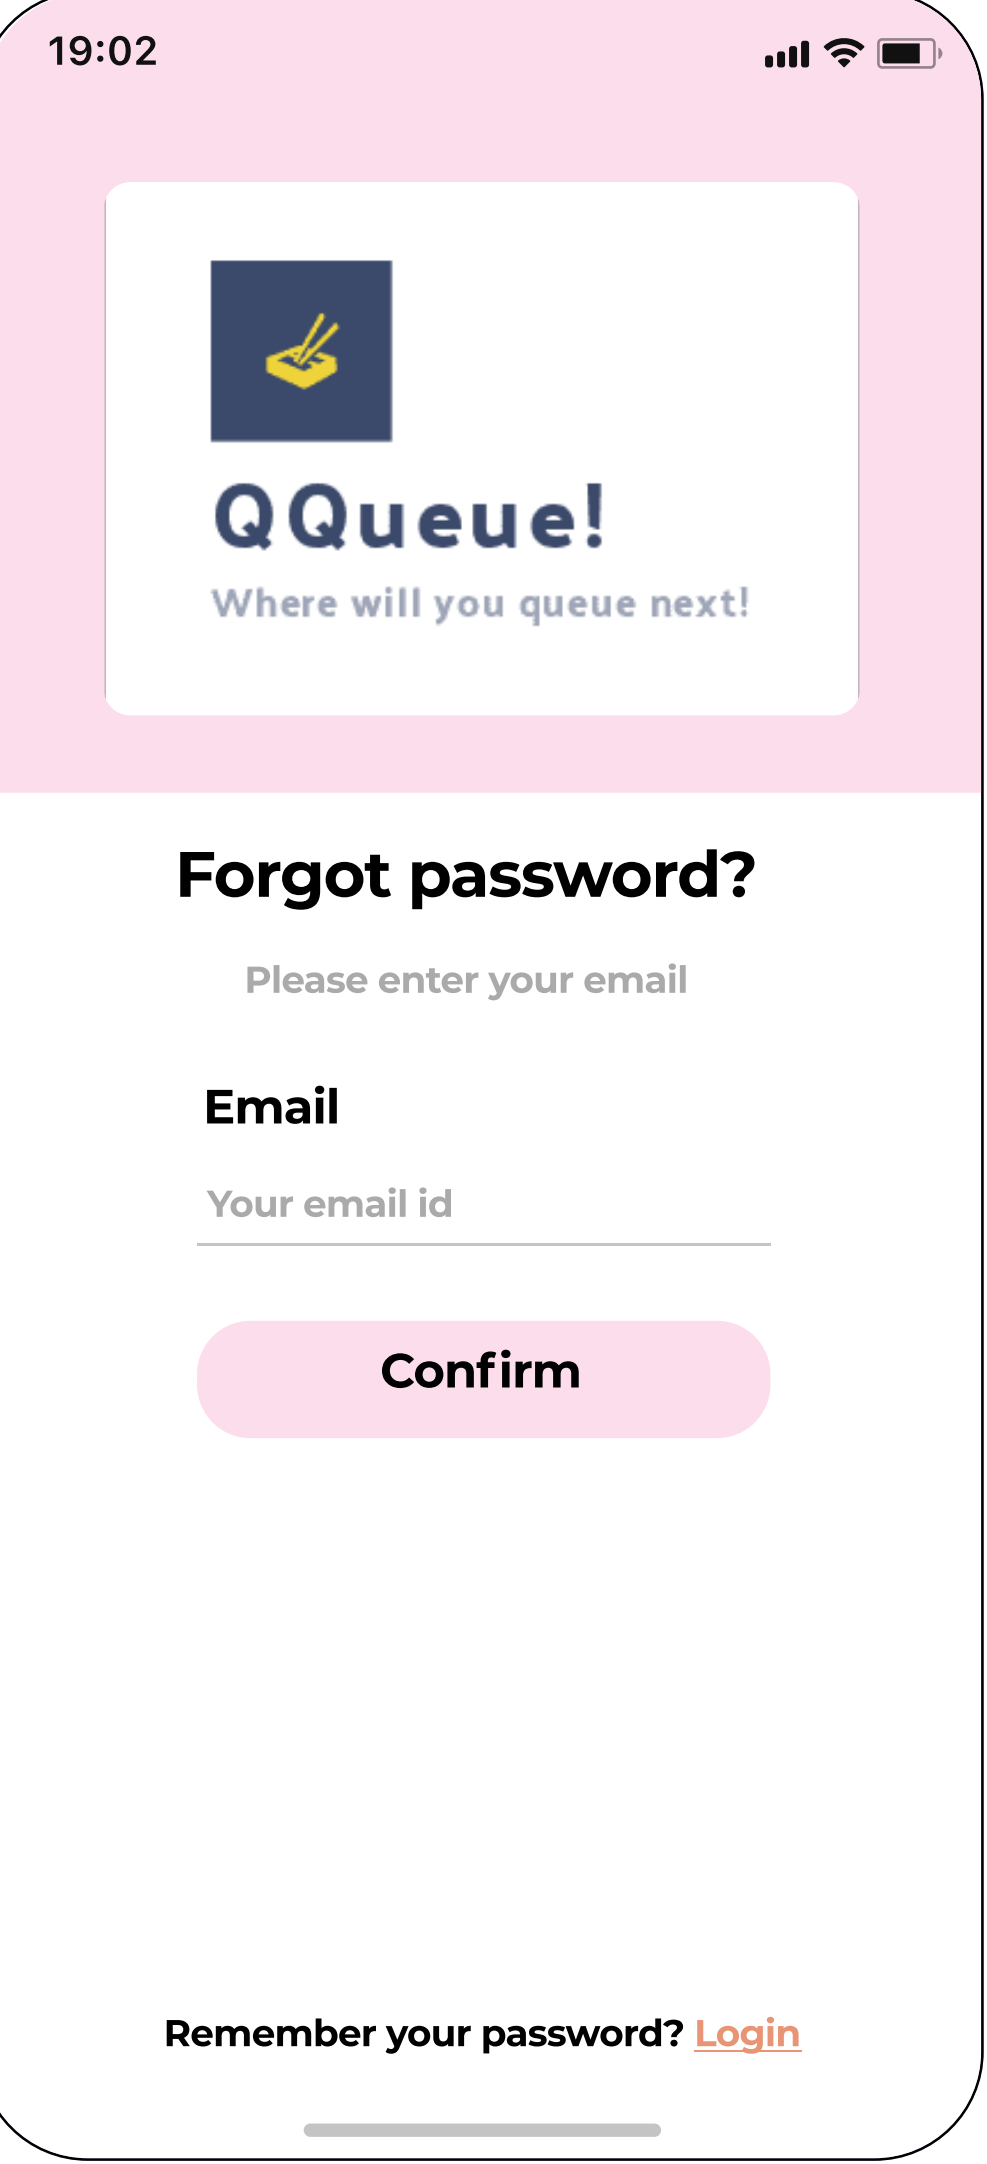 19:02
QQueue!
Where will you queue next!
Forgot password?
Please enter your email
Email
Your email id
Confirm
Remember your password? Login